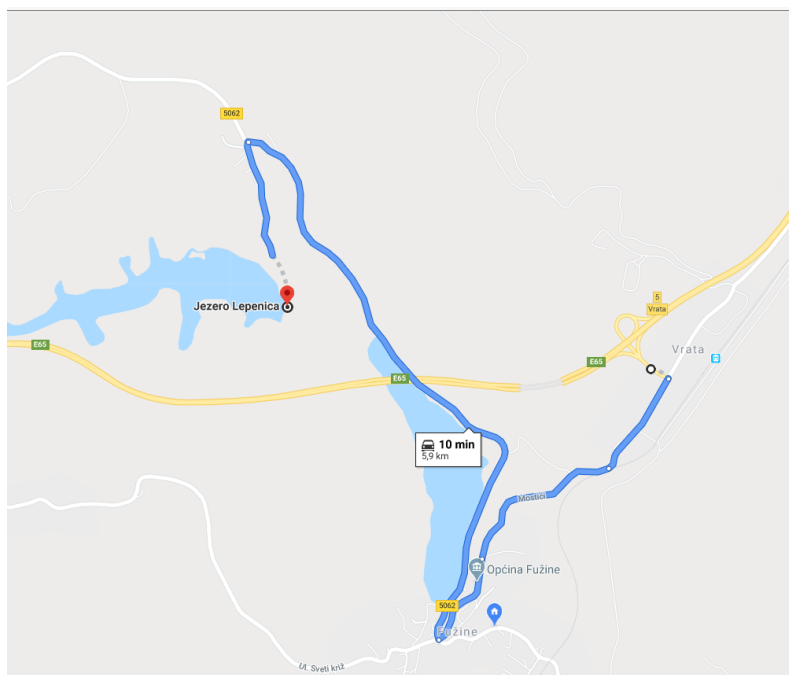 5062
5
Vrata
Jezero Lepenica
E65
Vrata
E65
E65
10 min
5,9 km
Moštići
Općina Fužine
5062
Fužine
Ul. Sveti križ